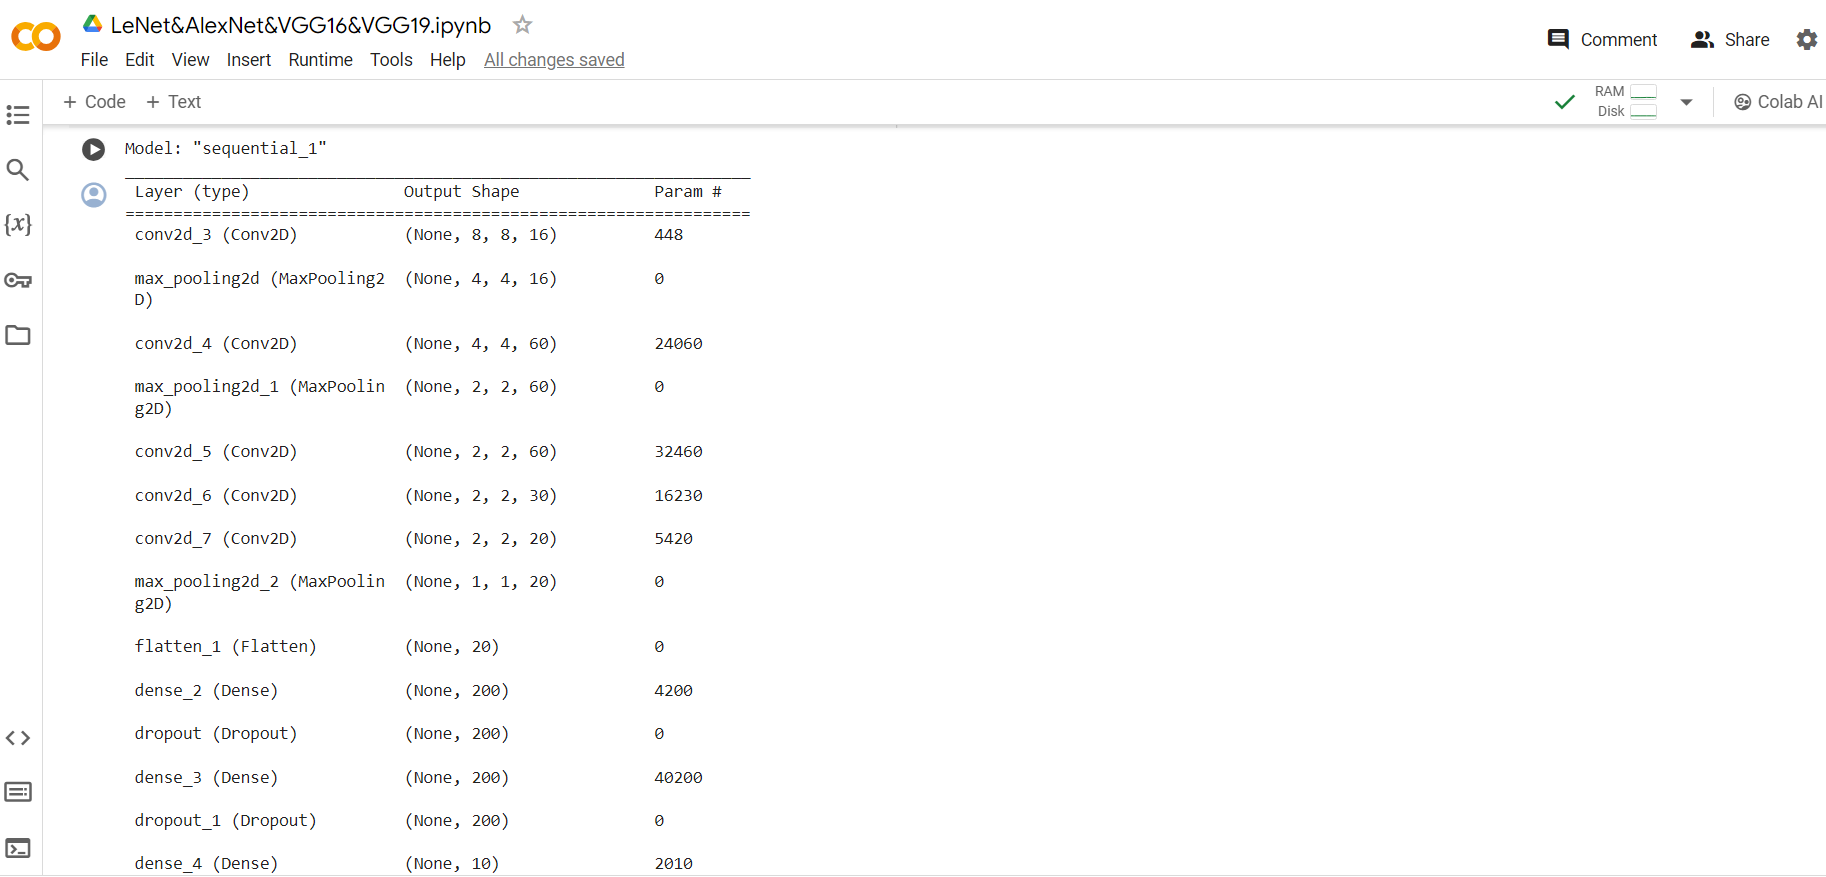 LeNet&AlexNet&VGG16&VGG19.ipynb
File Edit View Insert Runtime Tools Help All changes saved
Comment Share
+ Code + Text
RAM
Disk
Colab AI
Model: "sequential_1"
Layer (type) Output Shape Param #
=================================================================
conv2d_3 (Conv2D) (None, 8, 8, 16) 448
max_pooling2d (MaxPooling2 (None, 4, 4, 16) 0
D)
conv2d_4 (Conv2D) (None, 4, 4, 60) 24060
max_pooling2d_1 (MaxPoolin (None, 2, 2, 60) 0
g2D)
conv2d_5 (Conv2D) (None, 2, 2, 60) 32460
conv2d_6 (Conv2D) (None, 2, 2, 30) 16230
conv2d_7 (Conv2D) (None, 2, 2, 20) 5420
max_pooling2d_2 (MaxPoolin (None, 1, 1, 20) 0
g2D)
flatten_1 (Flatten) (None, 20) 0
dense_2 (Dense) (None, 200) 4200
dropout (Dropout) (None, 200) 0
dense_3 (Dense) (None, 200) 40200
dropout_1 (Dropout) (None, 200) 0
dense_4 (Dense) (None, 10) 2010